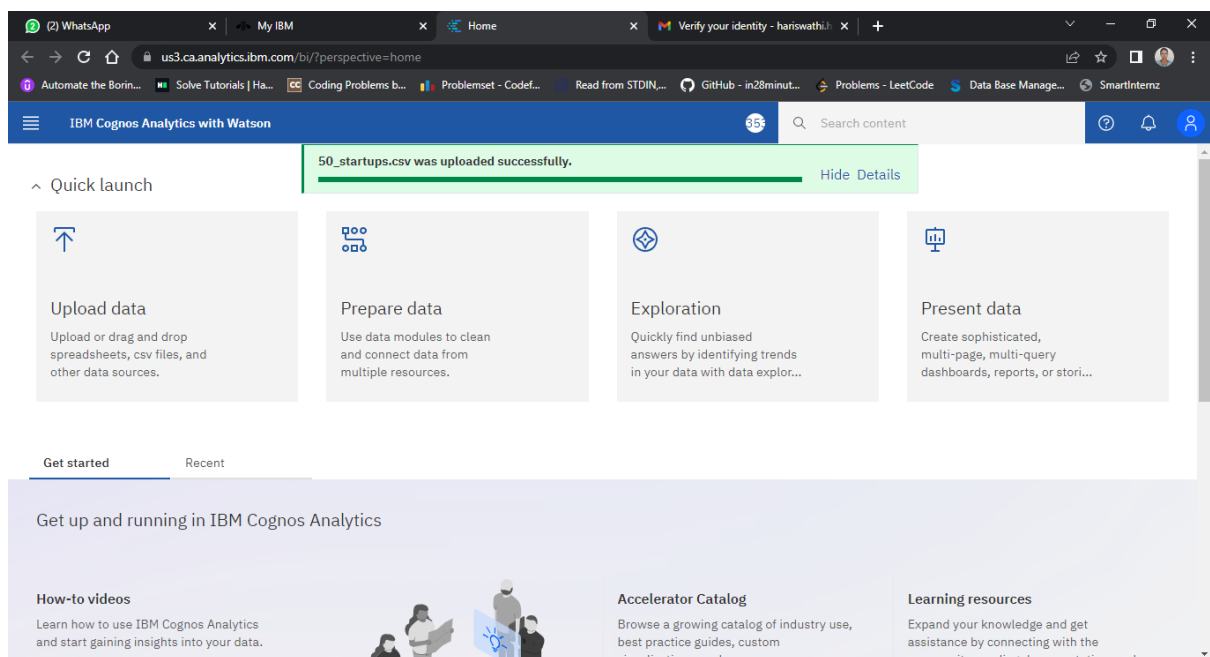 (2) WhatsApp
My IBM
Home
Verify your identity - hariswathi.h
us3.ca.analytics.ibm.com/bi/?perspective=home
Automate the Borin...
Solve Tutorials | Ha...
Coding Problems b...
Problemset - Codef...
Read from STDIN,...
GitHub - in28minut...
Problems - LeetCode
Data Base Manage...
SmartInternz
IBM Cognos Analytics with Watson
Search content
50_startups.csv was uploaded successfully.
Hide Details
Quick launch
Upload data
Upload or drag and drop
spreadsheets, csv files, and
other data sources.
Prepare data
Use data modules to clean
and connect data from
multiple resources.
Exploration
Quickly find unbiased
answers by identifying trends
in your data with data explor...
Present data
Create sophisticated,
multi-page, multi-query
dashboards, reports, or stori...
Get started
Recent
Get up and running in IBM Cognos Analytics
How-to videos
Learn how to use IBM Cognos Analytics
and start gaining insights into your data.
Accelerator Catalog
Browse a growing catalog of industry use,
best practice guides, custom
Learning resources
Expand your knowledge and get
assistance by connecting with the